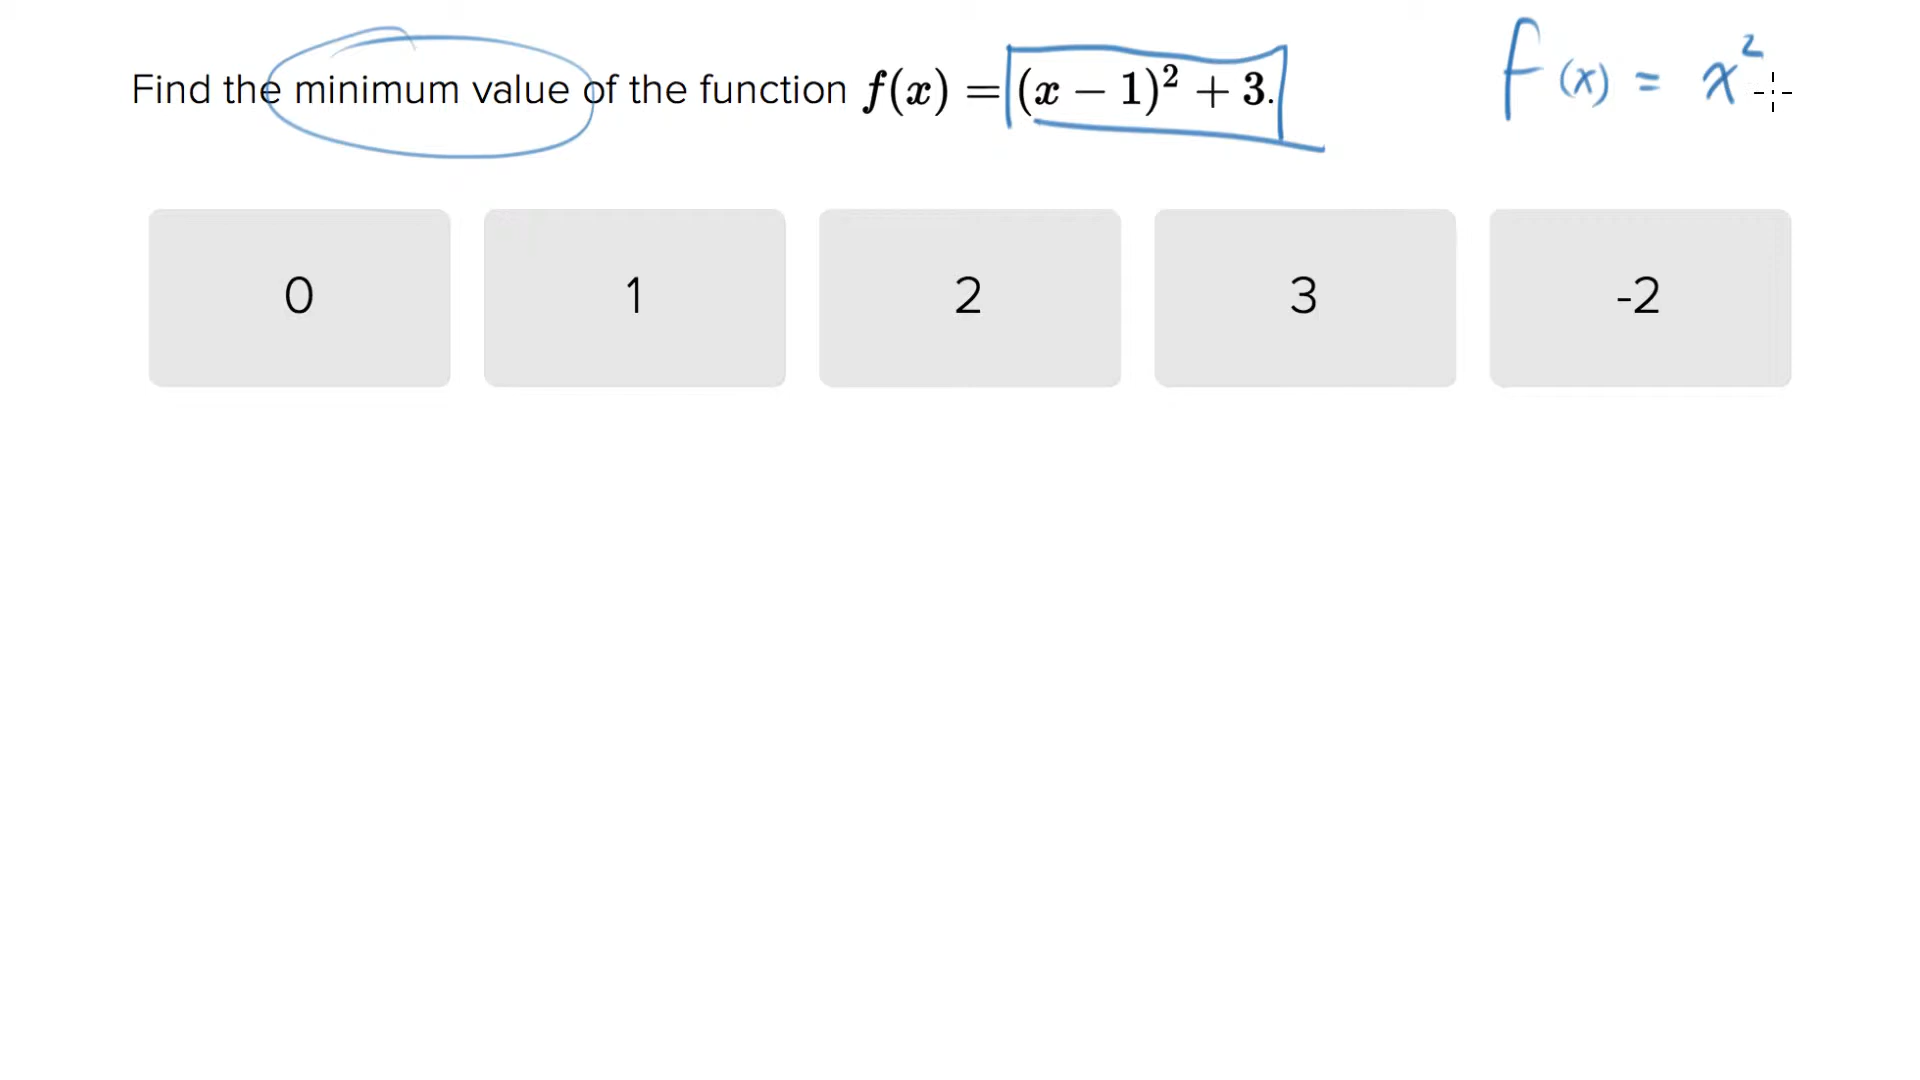 Find the minimum value of the function f(x) = (x − 1)² + 3.
f(x) = x²
0
1
2
3
-2